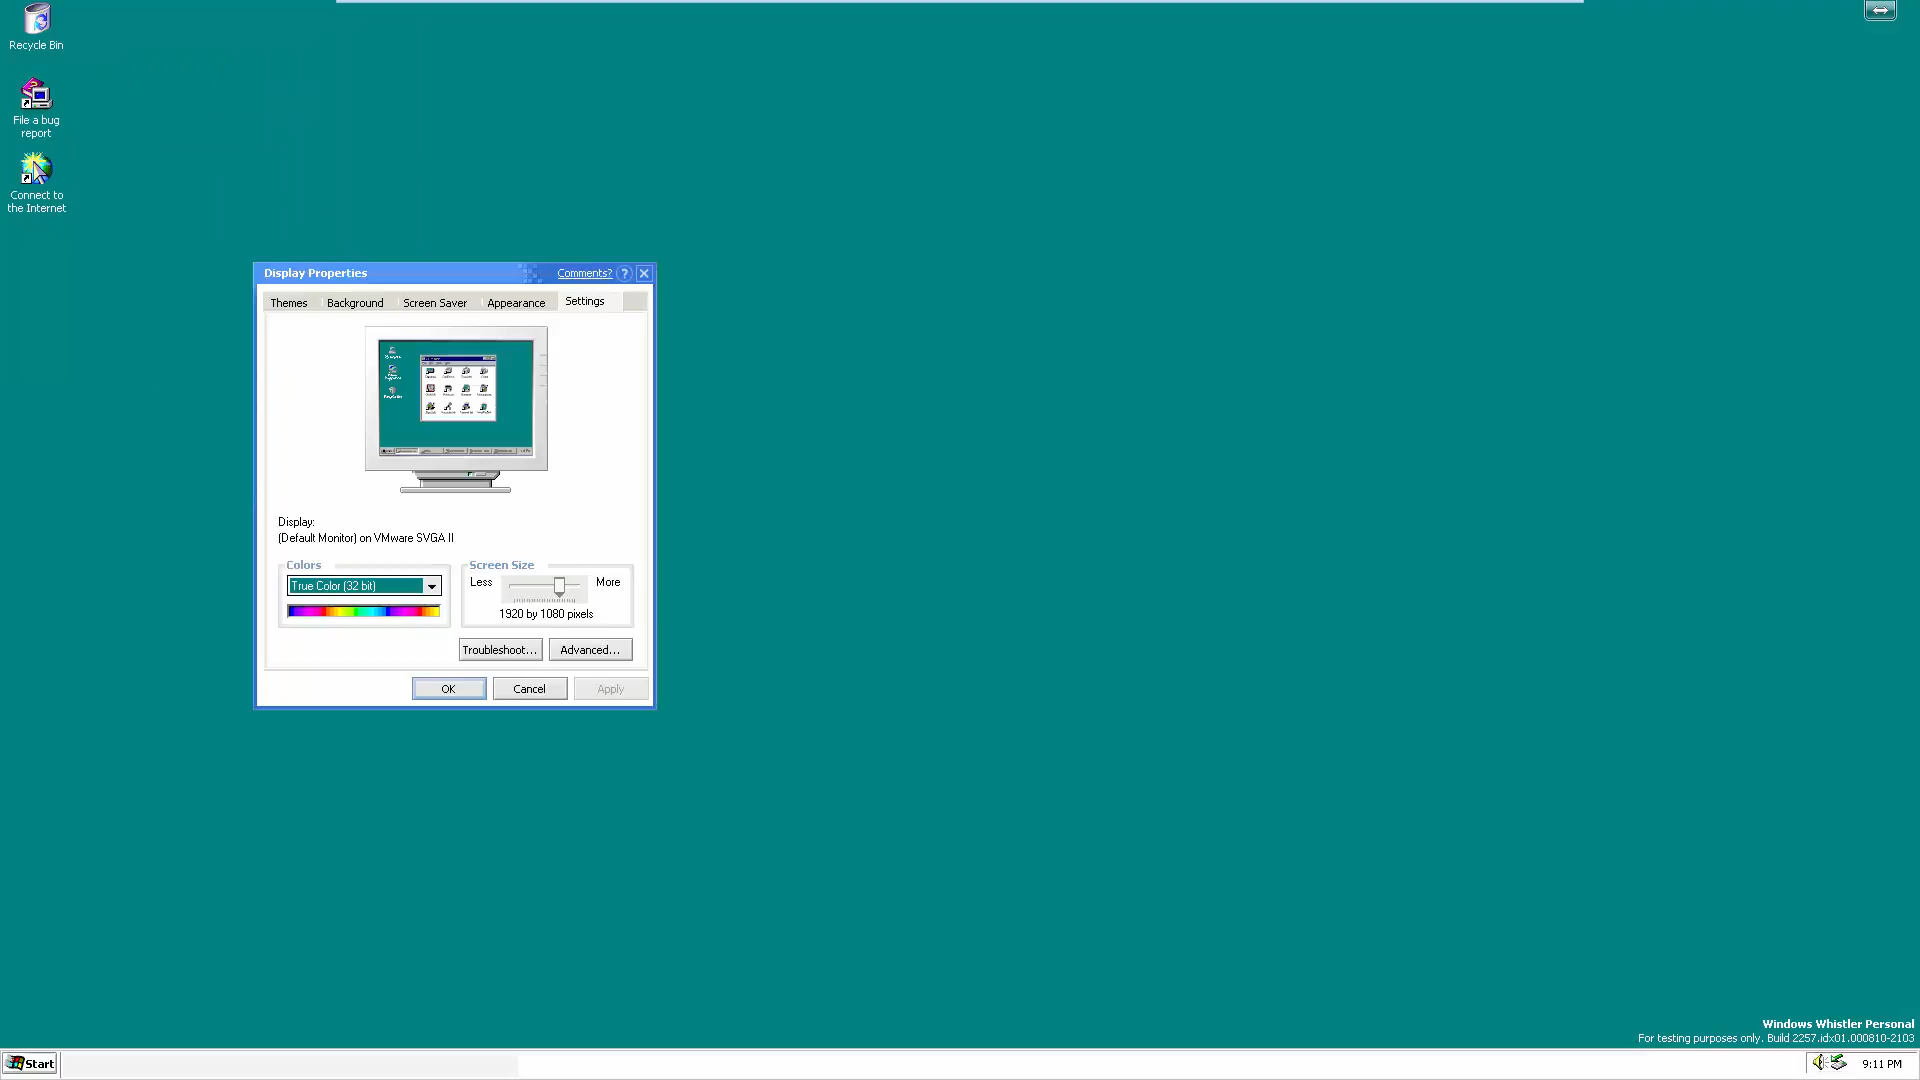 Recycle Bin
File a bug
report
Connect to
the Internet
Display Properties
Comments?
Themes
Background
Screen Saver
Appearance
Settings
Display:
(Default Monitor) on VMware SVGA II
Colors
True Color (32 bit)
Screen Size
Less
More
1920 by 1080 pixels
Troubleshoot...
Advanced...
OK
Cancel
Apply
Windows Whistler Personal
For testing purposes only. Build 2257.idx01.000810-2103
Start
9:11 PM